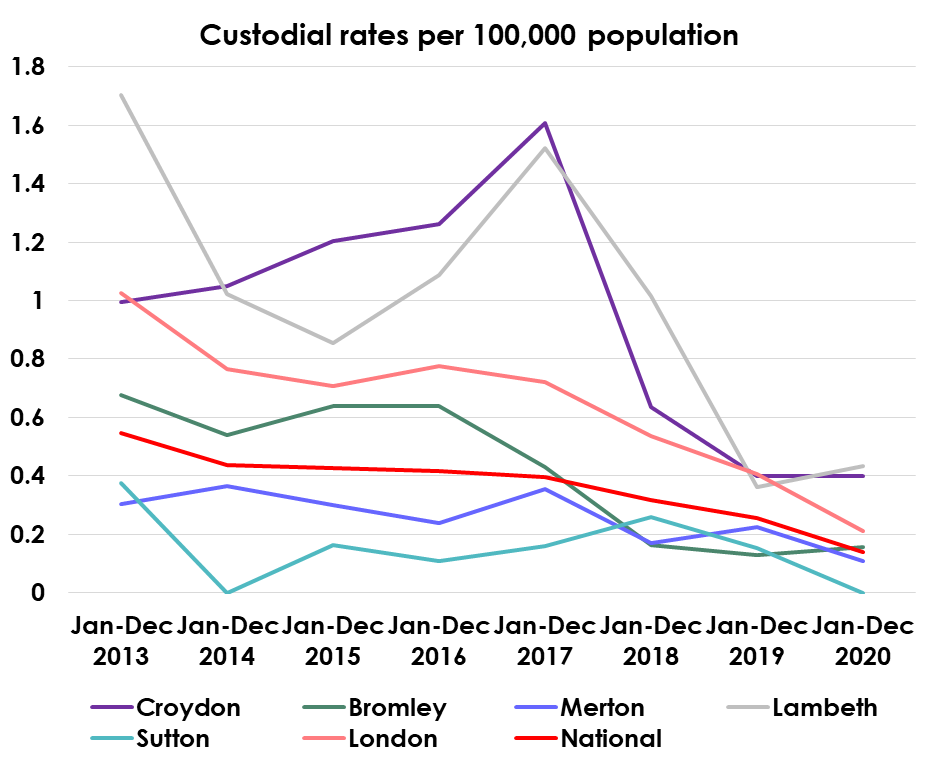 Custodial rates per 100,000 population
1.8
1.6
1.4
1.2
1
0.8
0.6
0.4
0.2
0
Jan-Dec Jan-Dec Jan-Dec Jan-Dec Jan-Dec Jan-Dec Jan-Dec Jan-Dec
2013 2014 2015 2016 2017 2018 2019 2020
Croydon Bromley Merton Lambeth
Sutton London National